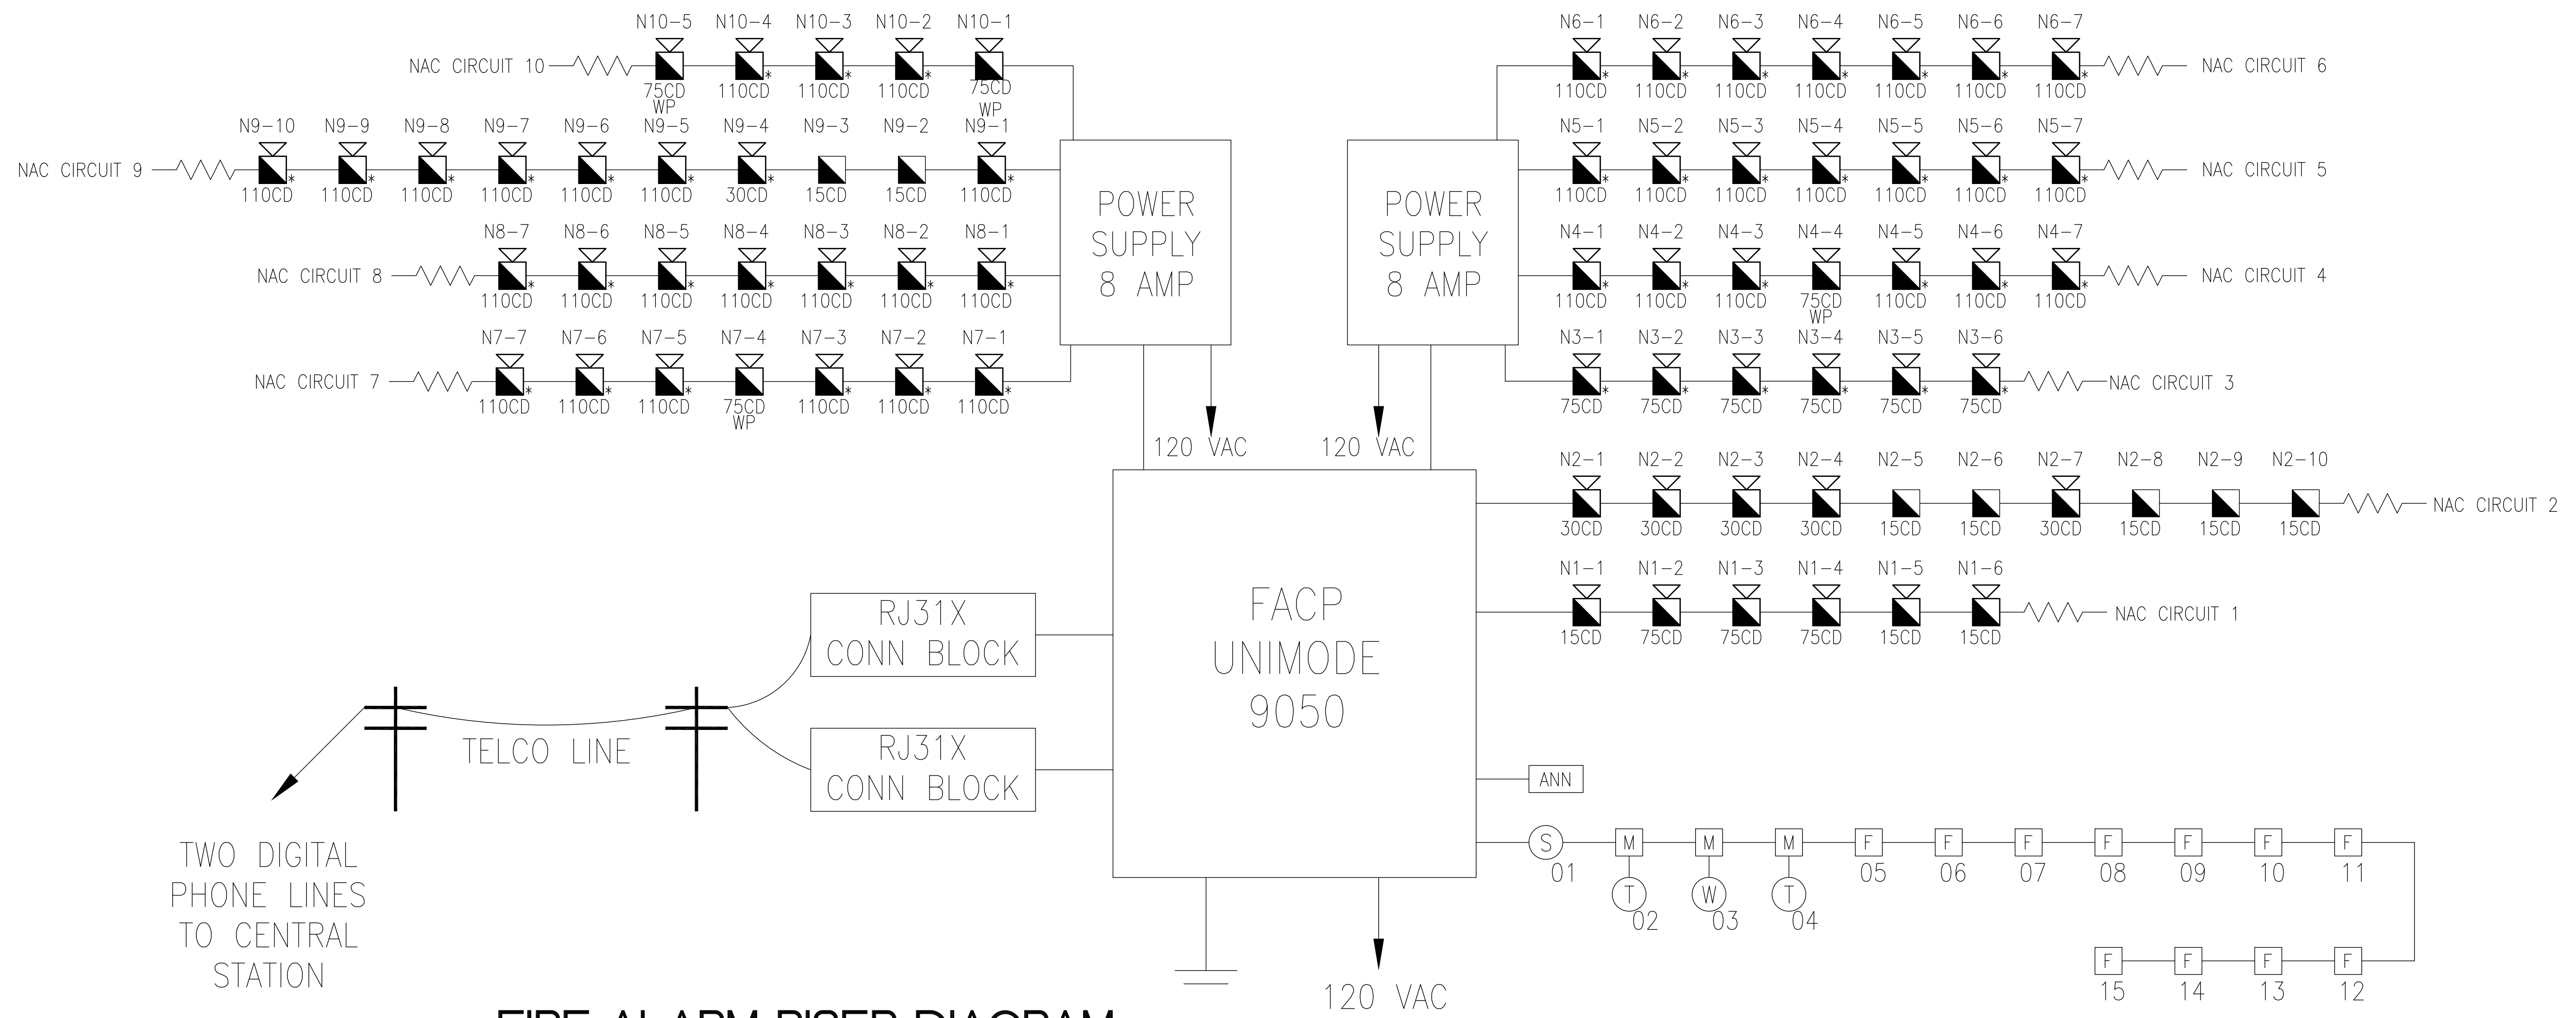 N10-5 N10-4 N10-3 N10-2 N10-1
NAC CIRCUIT 10
75CD 110CD * 110CD * 110CD * 75CD
WP WP
N9-10 N9-9 N9-8 N9-7 N9-6 N9-5 N9-4 N9-3 N9-2 N9-1
NAC CIRCUIT 9
110CD * 110CD * 110CD * 110CD * 110CD * 110CD * 30CD * 15CD 15CD 110CD *
N8-7 N8-6 N8-5 N8-4 N8-3 N8-2 N8-1
NAC CIRCUIT 8
110CD * 110CD * 110CD * 110CD * 110CD * 110CD * 110CD *
N7-7 N7-6 N7-5 N7-4 N7-3 N7-2 N7-1
NAC CIRCUIT 7
110CD * 110CD * 110CD * 75CD 110CD * 110CD * 110CD *
WP
POWER
SUPPLY
8 AMP
120 VAC
POWER
SUPPLY
8 AMP
120 VAC
N6-1 N6-2 N6-3 N6-4 N6-5 N6-6 N6-7
NAC CIRCUIT 6
110CD * 110CD * 110CD * 110CD * 110CD * 110CD * 110CD *
N5-1 N5-2 N5-3 N5-4 N5-5 N5-6 N5-7
NAC CIRCUIT 5
110CD * 110CD * 110CD * 110CD * 110CD * 110CD * 110CD *
N4-1 N4-2 N4-3 N4-4 N4-5 N4-6 N4-7
NAC CIRCUIT 4
110CD * 110CD * 110CD * 75CD 110CD * 110CD * 110CD *
WP
N3-1 N3-2 N3-3 N3-4 N3-5 N3-6
NAC CIRCUIT 3
75CD * 75CD * 75CD * 75CD * 75CD * 75CD *
N2-1 N2-2 N2-3 N2-4 N2-5 N2-6 N2-7 N2-8 N2-9 N2-10
NAC CIRCUIT 2
30CD 30CD 30CD 30CD 15CD 15CD 30CD 15CD 15CD 15CD
N1-1 N1-2 N1-3 N1-4 N1-5 N1-6
NAC CIRCUIT 1
15CD 75CD 75CD 75CD 15CD 15CD
FACP
UNIMODE
9050
RJ31X
CONN BLOCK
RJ31X
CONN BLOCK
TELCO LINE
TWO DIGITAL
PHONE LINES
TO CENTRAL
STATION
ANN
S M M M F F F F F F F
01 05 06 07 08 09 10 11
T W T
02 03 04
F F F F
15 14 13 12
120 VAC
FIRE ALARM RISER DIAGRAM